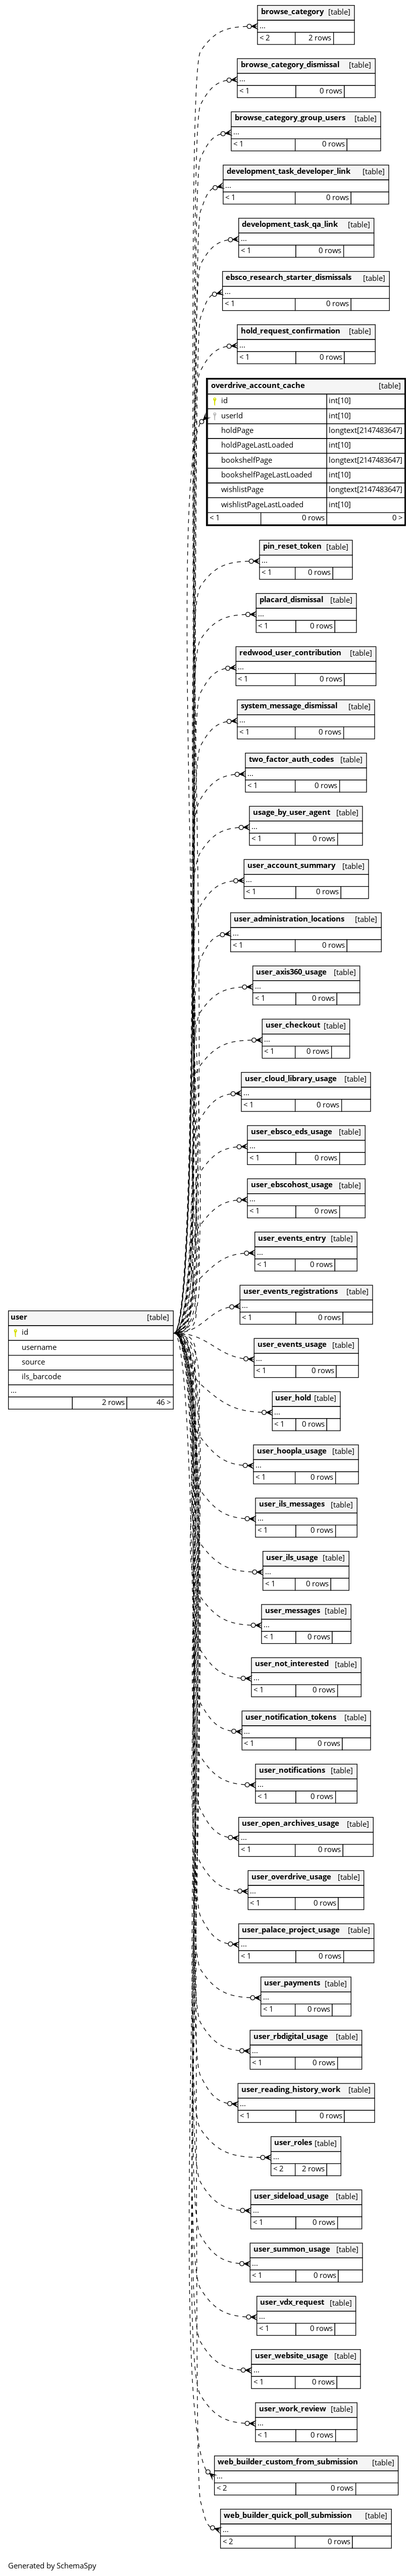 browse_category [table]
...
< 2 2 rows
browse_category_dismissal [table]
...
< 1 0 rows
browse_category_group_users [table]
...
< 1 0 rows
development_task_developer_link [table]
...
< 1 0 rows
development_task_qa_link [table]
...
< 1 0 rows
ebsco_research_starter_dismissals [table]
...
< 1 0 rows
hold_request_confirmation [table]
...
< 1 0 rows
overdrive_account_cache [table]
id int[10]
userId int[10]
holdPage longtext[2147483647]
holdPageLastLoaded int[10]
bookshelfPage longtext[2147483647]
bookshelfPageLastLoaded int[10]
wishlistPage longtext[2147483647]
wishlistPageLastLoaded int[10]
< 1 0 rows 0 >
pin_reset_token [table]
...
< 1 0 rows
placard_dismissal [table]
...
< 1 0 rows
redwood_user_contribution [table]
...
< 1 0 rows
system_message_dismissal [table]
...
< 1 0 rows
two_factor_auth_codes [table]
...
< 1 0 rows
usage_by_user_agent [table]
...
< 1 0 rows
user_account_summary [table]
...
< 1 0 rows
user_administration_locations [table]
...
< 1 0 rows
user_axis360_usage [table]
...
< 1 0 rows
user_checkout [table]
...
< 1 0 rows
user_cloud_library_usage [table]
...
< 1 0 rows
user_ebsco_eds_usage [table]
...
< 1 0 rows
user_ebscohost_usage [table]
...
< 1 0 rows
user_events_entry [table]
...
< 1 0 rows
user_events_registrations [table]
...
< 1 0 rows
user [table]
id
username
source
ils_barcode
...
2 rows 46 >
user_events_usage [table]
...
< 1 0 rows
user_hold [table]
...
< 1 0 rows
user_hoopla_usage [table]
...
< 1 0 rows
user_ils_messages [table]
...
< 1 0 rows
user_ils_usage [table]
...
< 1 0 rows
user_messages [table]
...
< 1 0 rows
user_not_interested [table]
...
< 1 0 rows
user_notification_tokens [table]
...
< 1 0 rows
user_notifications [table]
...
< 1 0 rows
user_open_archives_usage [table]
...
< 1 0 rows
user_overdrive_usage [table]
...
< 1 0 rows
user_palace_project_usage [table]
...
< 1 0 rows
user_payments [table]
...
< 1 0 rows
user_rbdigital_usage [table]
...
< 1 0 rows
user_reading_history_work [table]
...
< 1 0 rows
user_roles [table]
...
< 2 2 rows
user_sideload_usage [table]
...
< 1 0 rows
user_summon_usage [table]
...
< 1 0 rows
user_vdx_request [table]
...
< 1 0 rows
user_website_usage [table]
...
< 1 0 rows
user_work_review [table]
...
< 1 0 rows
web_builder_custom_from_submission [table]
...
< 2 0 rows
web_builder_quick_poll_submission [table]
...
< 2 0 rows
Generated by SchemaSpy